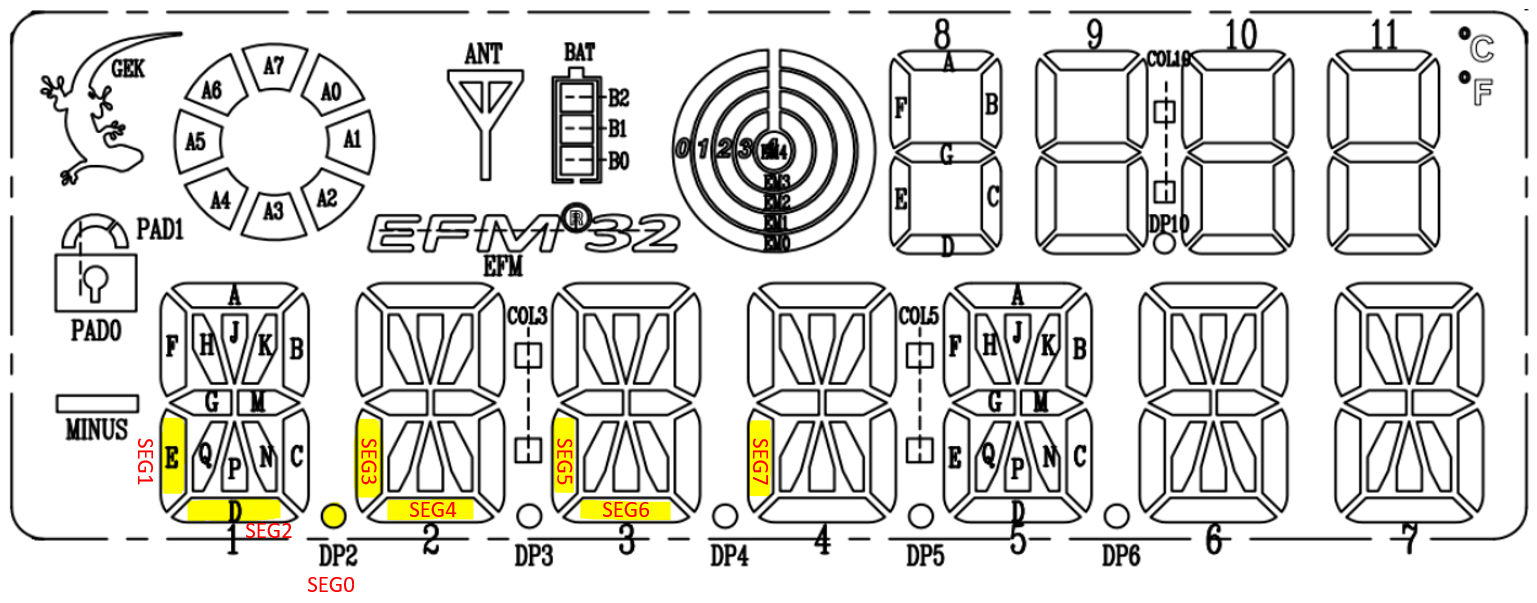 8 9 10 11
GEK
A7
A6 A0
A5 A1
A4 A2
A3
ANT
BAT
B2
B1
B0
0 1 2 3 4
EM4
EM3
EM2
EM1
EM0
A
F B
G
E C
D
COL10
DP10
°C
°F
PAD1
PAD0
EFM®32
EFM
MINUS
A
F H J K B
G M
E Q P N C
D
COL3
COL5
A
F H J K B
G M
E Q P N C
D
SEG1
SEG3
SEG5
SEG7
SEG2
SEG4
SEG6
1 2 3 4 5 6 7
DP2 DP3 DP4 DP5 DP6
SEG0